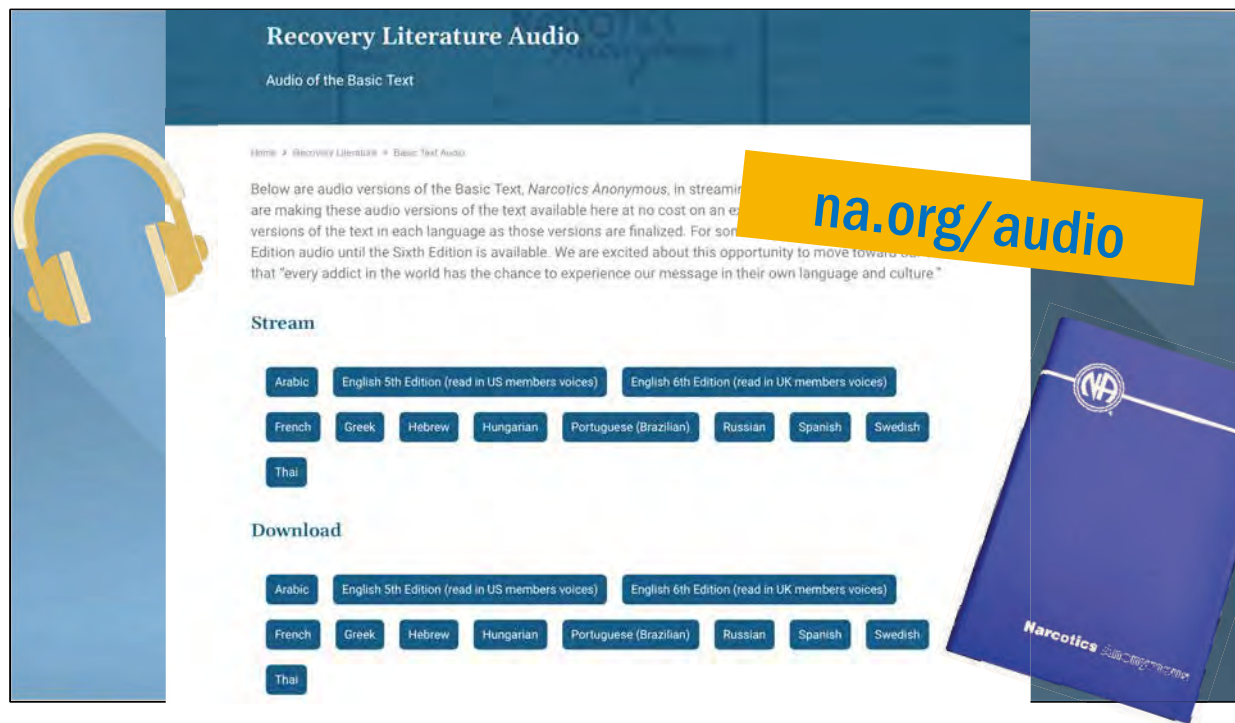 Recovery Literature Audio
Audio of the Basic Text
Home > Recovery Literature > Basic Text Audio
Below are audio versions of the Basic Text, Narcotics Anonymous, in streamin
are making these audio versions of the text available here at no cost on an ex
versions of the text in each language as those versions are finalized. For som
Edition audio until the Sixth Edition is available. We are excited about this opportunity to move toward
that "every addict in the world has the chance to experience our message in their own language and culture."
na.org/audio
Stream
Arabic English 5th Edition (read in US members voices) English 6th Edition (read in UK members voices)
French Greek Hebrew Hungarian Portuguese (Brazilian) Russian Spanish Swedish
Thai
Download
Arabic English 5th Edition (read in US members voices) English 6th Edition (read in UK members voices)
French Greek Hebrew Hungarian Portuguese (Brazilian) Russian Spanish Swedish
Thai
NA
Narcotics Anonymous